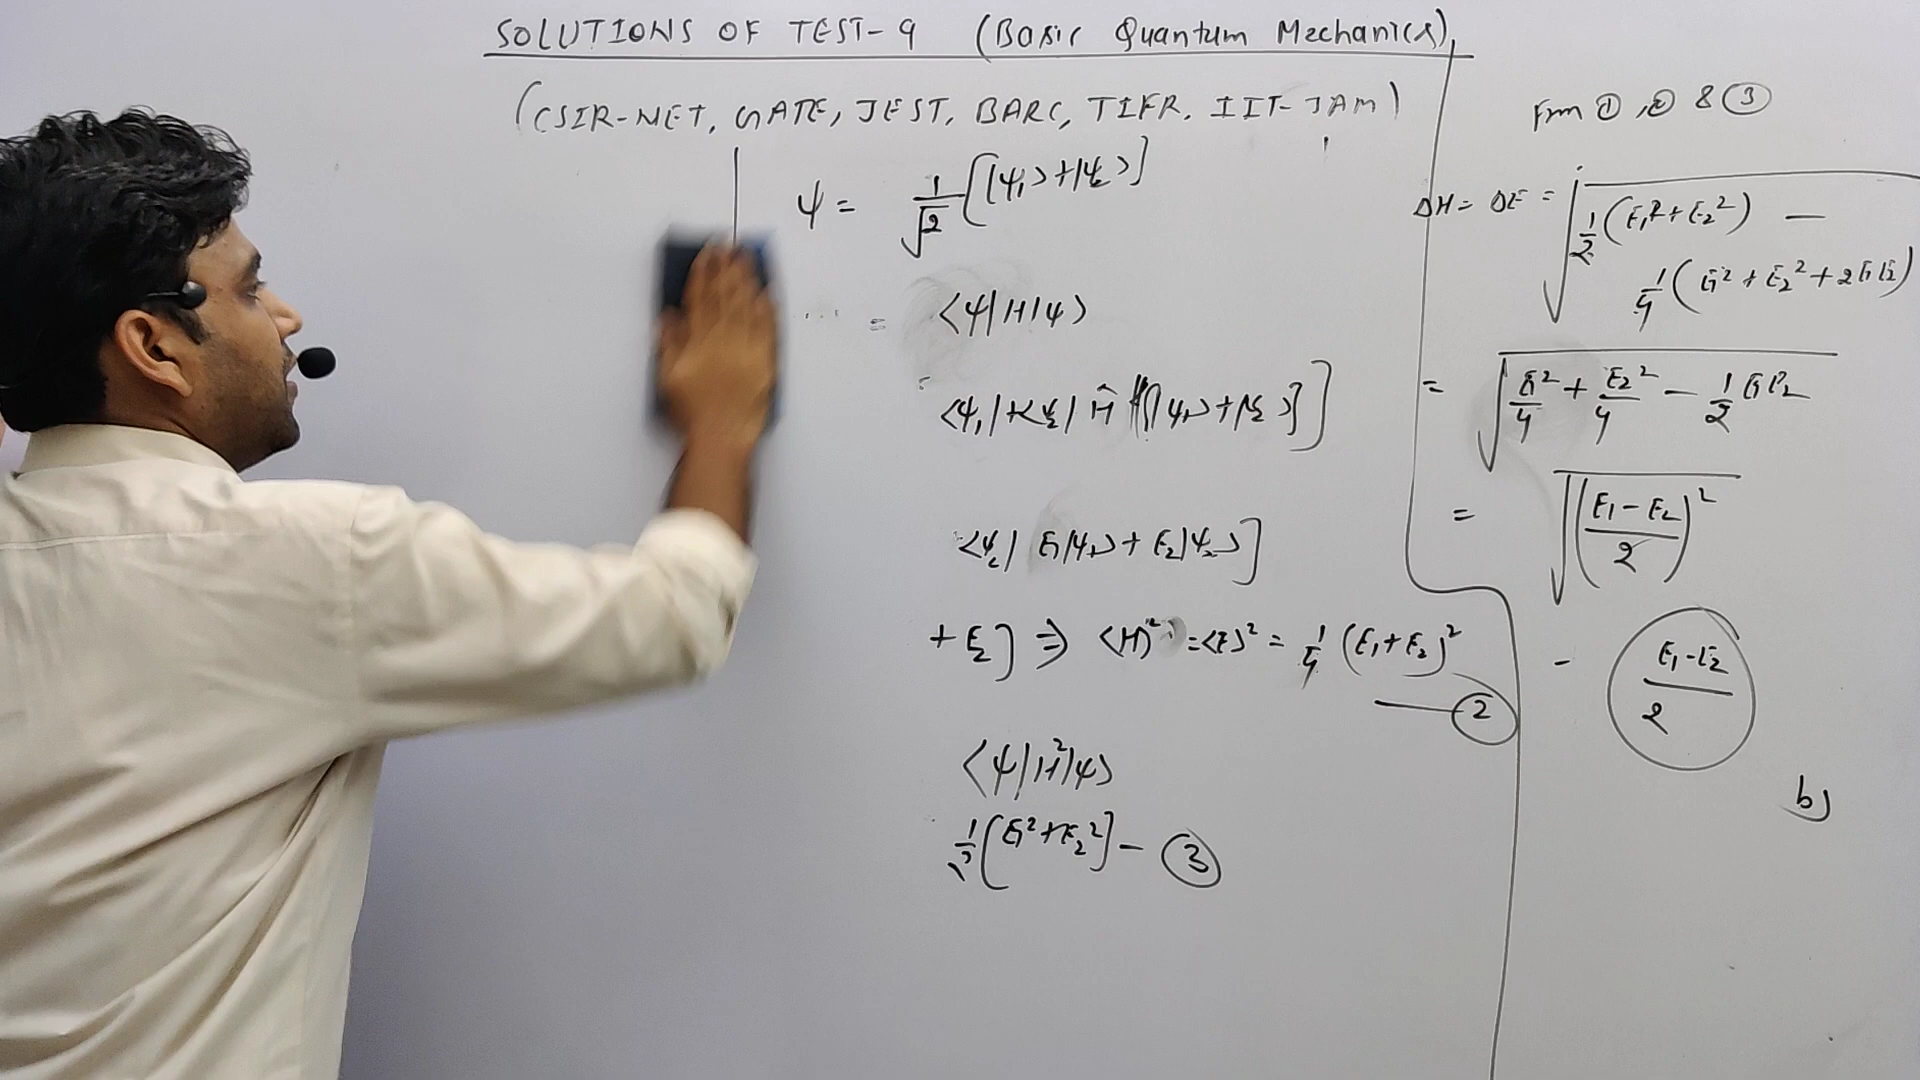 SOLUTIONS OF TEST-9 (Basic Quantum Mechanics)
(CSIR-NET, GATE, JEST, BARC, TIFR, IIT-JAM)
ψ = 1/√2 [|ψ₁> + |ψ₂>]
= <ψ|H|ψ>
<ψ₁|+<ψ₂| Ĥ [|ψ₁> + |ψ₂>]]
<ψ₂| E₁|ψ₁> + E₂|ψ₂>]
+ E₂] ⇒ <H>² = <E>² = 1/4 (E₁+E₂)²
— ②
<ψ|H²|ψ>
1/2 [E₁² + E₂²] — ③
From ①, ② & ③
ΔH = ΔE = √(1/2 (E₁² + E₂²) —
1/4 (E₁² + E₂² + 2E₁E₂)
= √(E₁²/4 + E₂²/4 − 1/2 E₁E₂
= √((E₁ − E₂)/2)²
- (E₁-E₂)/2
b)